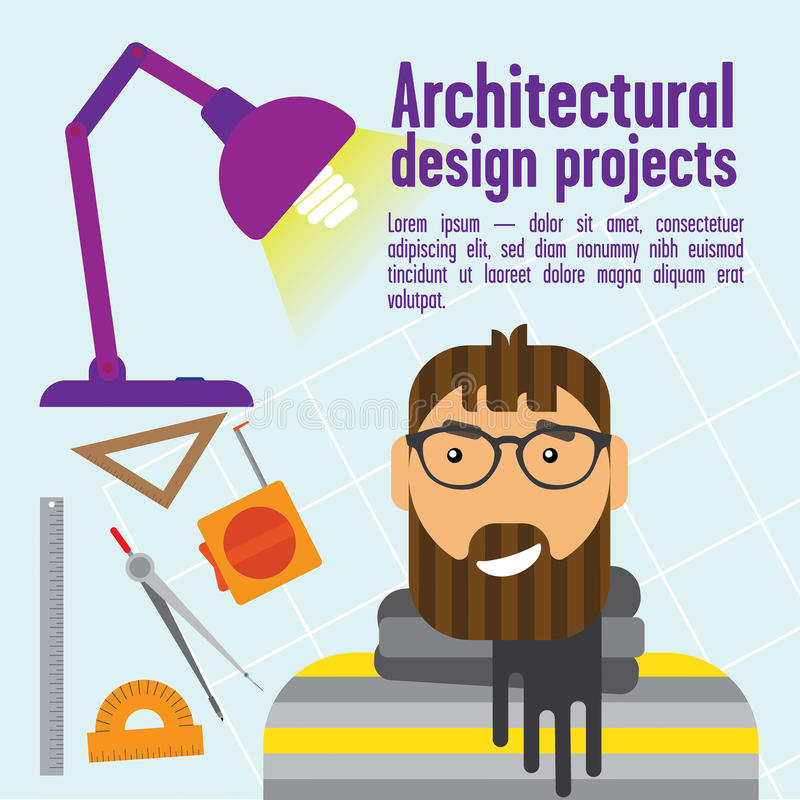 Architectural
design projects
Lorem ipsum — dolor sit amet, consectetuer
adipiscing elit, sed diam nonummy nibh euismod
tincidunt ut laoreet dolore magna aliquam erat
volutpat.
dreamstime